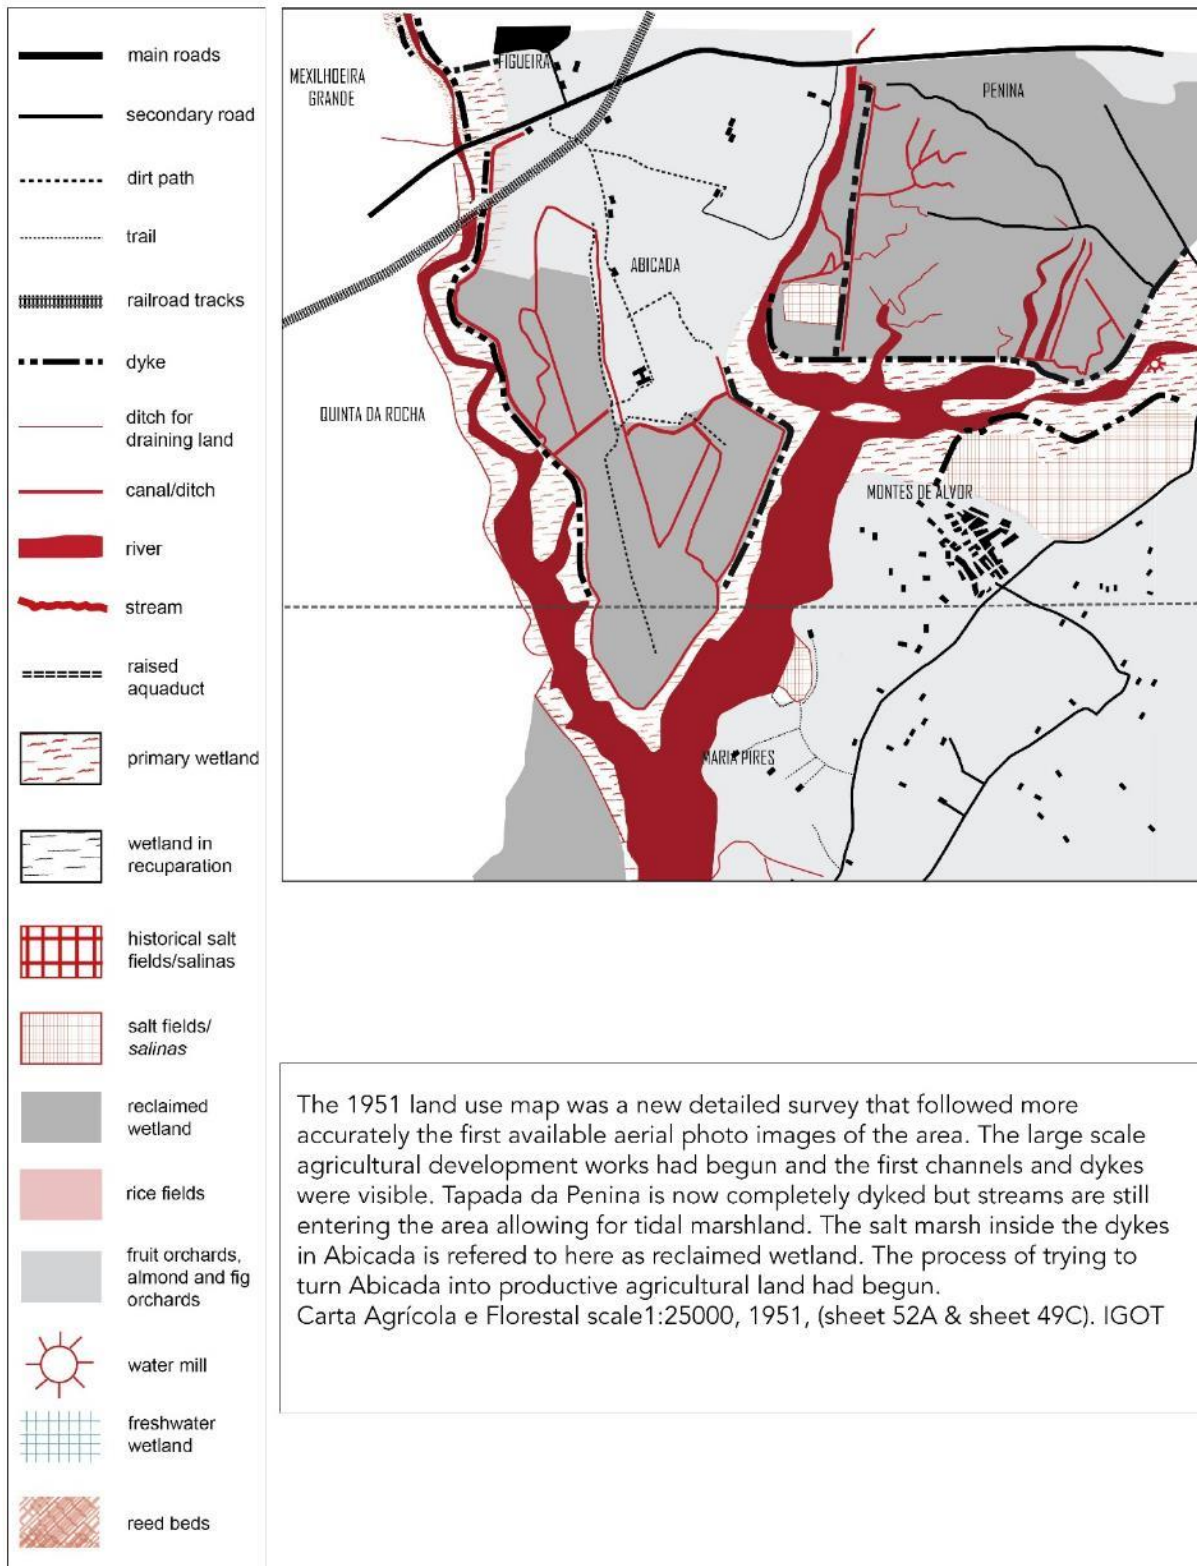 main roads
secondary road
dirt path
trail
railroad tracks
dyke
ditch for
draining land
canal/ditch
river
stream
raised
aquaduct
primary wetland
wetland in
recuparation
historical salt
fields/salinas
salt fields/
salinas
reclaimed
wetland
rice fields
fruit orchards,
almond and fig
orchards
water mill
freshwater
wetland
reed beds
MEXILHOEIRA
GRANDE
FIGUEIRA
PENINA
ABICADA
QUINTA DA ROCHA
MONTES DE ALVOR
MARIA PIRES
The 1951 land use map was a new detailed survey that followed more
accurately the first available aerial photo images of the area. The large scale
agricultural development works had begun and the first channels and dykes
were visible. Tapada da Penina is now completely dyked but streams are still
entering the area allowing for tidal marshland. The salt marsh inside the dykes
in Abicada is refered to here as reclaimed wetland. The process of trying to
turn Abicada into productive agricultural land had begun.
Carta Agrícola e Florestal scale1:25000, 1951, (sheet 52A & sheet 49C). IGOT